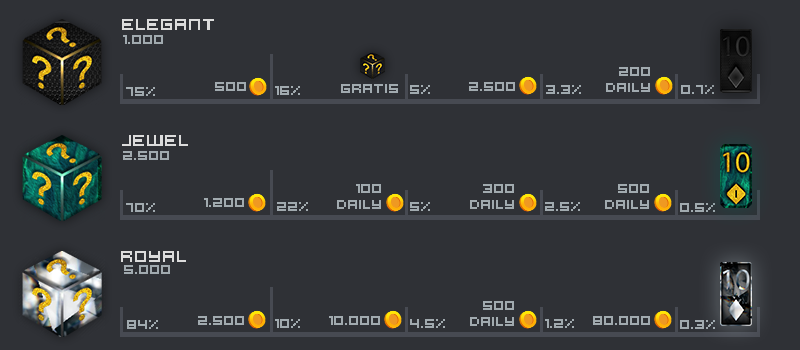 ELEGANT
1.000
75% 500 16% GRATIS 5% 2.500 3.3% 200 DAILY 0.7% 10
JEWEL
2.500
70% 1.200 22% 100 DAILY 5% 300 DAILY 2.5% 500 DAILY 0.5% 10
ROYAL
5.000
84% 2.500 10% 10.000 4.5% 500 DAILY 1.2% 80.000 0.3% 10